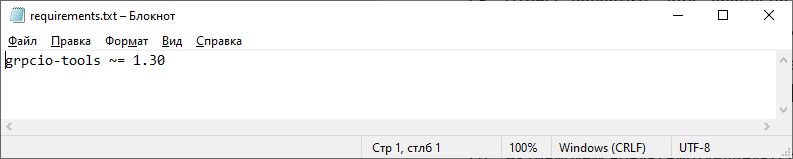 requirements.txt – Блокнот
Файл Правка Формат Вид Справка
grpcio-tools ~= 1.30
Стр 1, стлб 1 100% Windows (CRLF) UTF-8